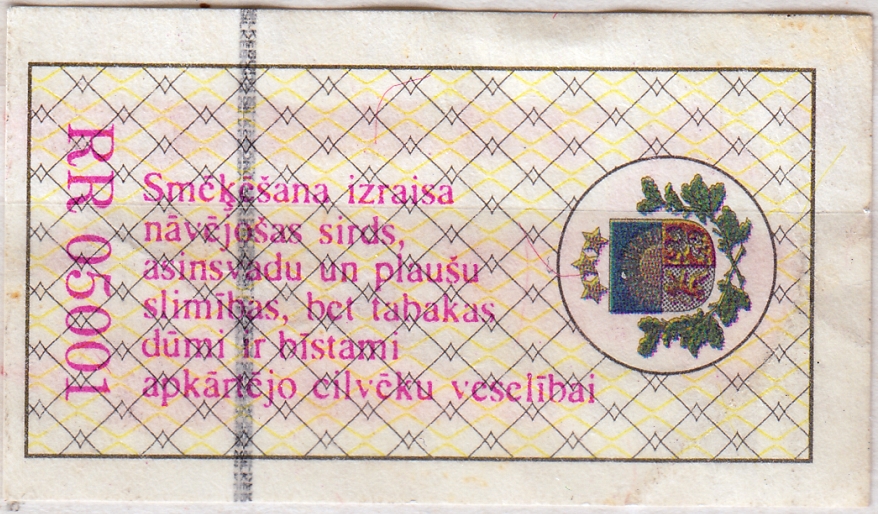 RR 05001
Smēķēšana izraisa
nāvējošas sirds,
asinsvadu un plaušu
slimības, bet tabakas
dūmi ir bīstami
apkārtējo cilvēku veselībai